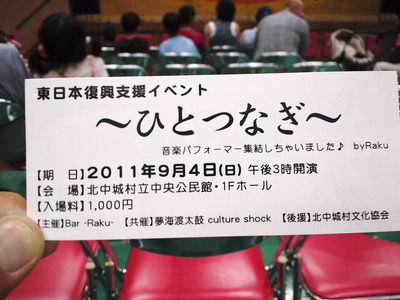 東日本復興支援イベント
～ひとつなぎ～
音楽パフォーマー集結しちゃいました♪ byRaku
【期　日】2011年9月4日(日) 午後3時開演
【会　場】北中城村立中央公民館・1Fホール
【入場料】1,000円
【主催】Bar -Raku- 【共催】夢海渡太鼓 culture shock 【後援】北中城村文化協会